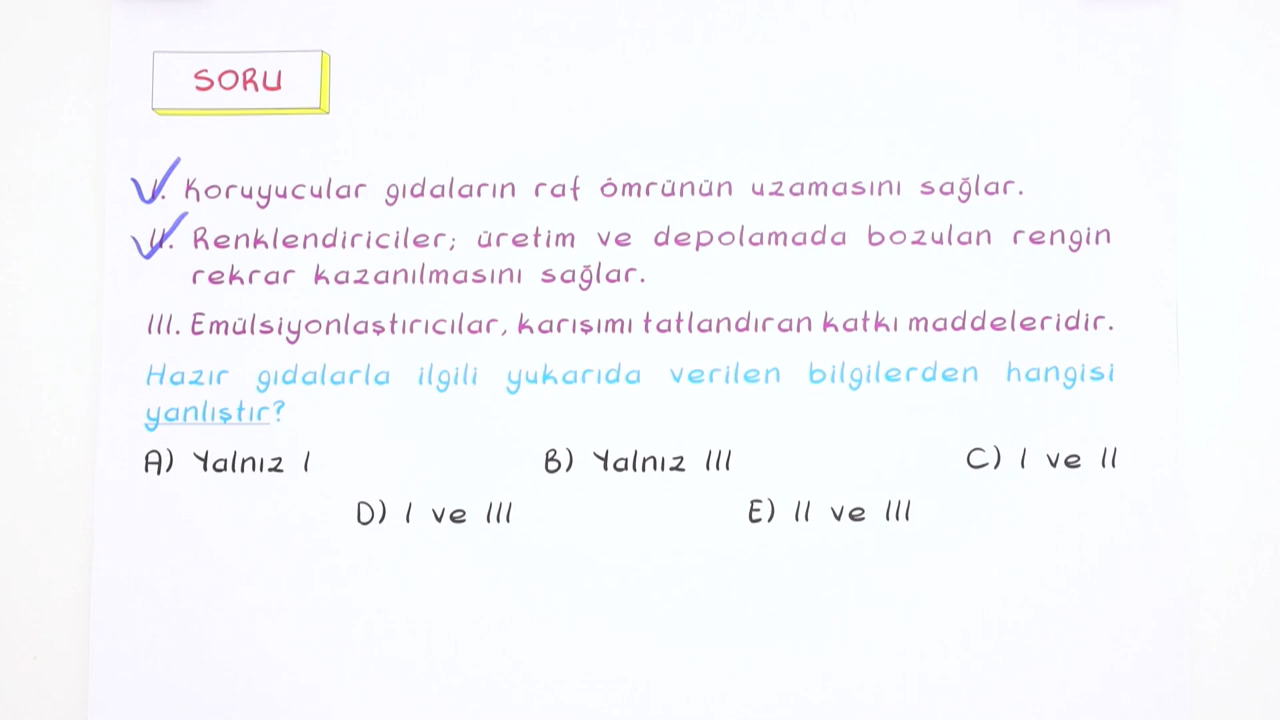 SORU
I. Koruyucular gıdaların raf ömrünün uzamasını sağlar.
II. Renklendiriciler; üretim ve depolamada bozulan rengin
rekrar kazanılmasını sağlar.
III. Emülsiyonlaştırıcılar, karışımı tatlandıran katkı maddeleridir.
Hazır gıdalarla ilgili yukarıda verilen bilgilerden hangisi
yanlıştır?
A) Yalnız I B) Yalnız III C) I ve II
D) I ve III E) II ve III